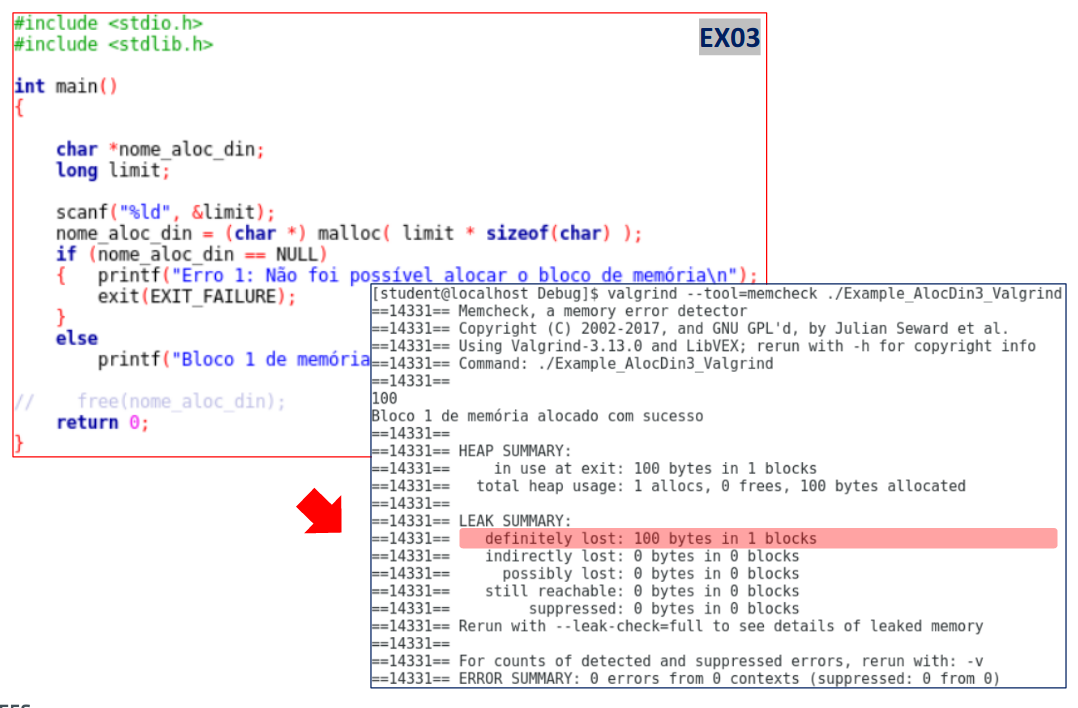 #include <stdio.h>
#include <stdlib.h>
EX03
int main()
{
char *nome_aloc_din;
long limit;
scanf("%ld", &limit);
nome_aloc_din = (char *) malloc( limit * sizeof(char) );
if (nome_aloc_din == NULL)
{   printf("Erro 1: Não foi possível alocar o bloco de memória\n");
exit(EXIT_FAILURE);
}
else
printf("Bloco 1 de memória
//    free(nome_aloc_din);
return 0;
}
[student@localhost Debug]$ valgrind --tool=memcheck ./Example_AlocDin3_Valgrind
==14331== Memcheck, a memory error detector
==14331== Copyright (C) 2002-2017, and GNU GPL'd, by Julian Seward et al.
==14331== Using Valgrind-3.13.0 and LibVEX; rerun with -h for copyright info
==14331== Command: ./Example_AlocDin3_Valgrind
==14331==
100
Bloco 1 de memória alocado com sucesso
==14331==
==14331== HEAP SUMMARY:
==14331==     in use at exit: 100 bytes in 1 blocks
==14331==   total heap usage: 1 allocs, 0 frees, 100 bytes allocated
==14331==
==14331== LEAK SUMMARY:
==14331==    definitely lost: 100 bytes in 1 blocks
==14331==    indirectly lost: 0 bytes in 0 blocks
==14331==      possibly lost: 0 bytes in 0 blocks
==14331==    still reachable: 0 bytes in 0 blocks
==14331==         suppressed: 0 bytes in 0 blocks
==14331== Rerun with --leak-check=full to see details of leaked memory
==14331==
==14331== For counts of detected and suppressed errors, rerun with: -v
==14331== ERROR SUMMARY: 0 errors from 0 contexts (suppressed: 0 from 0)